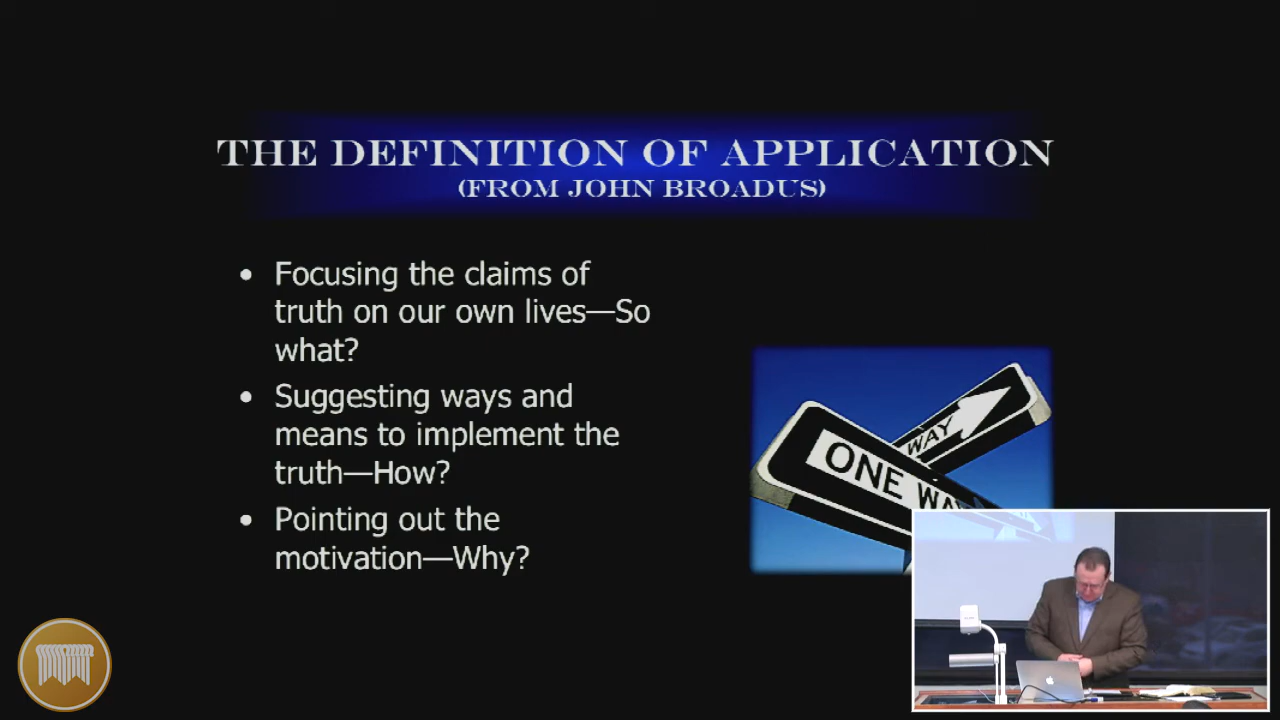 THE DEFINITION OF APPLICATION
(FROM JOHN BROADUS)
• Focusing the claims of
truth on our own lives—So
what?
• Suggesting ways and
means to implement the
truth—How?
• Pointing out the
motivation—Why?
WAY
ONE WAY